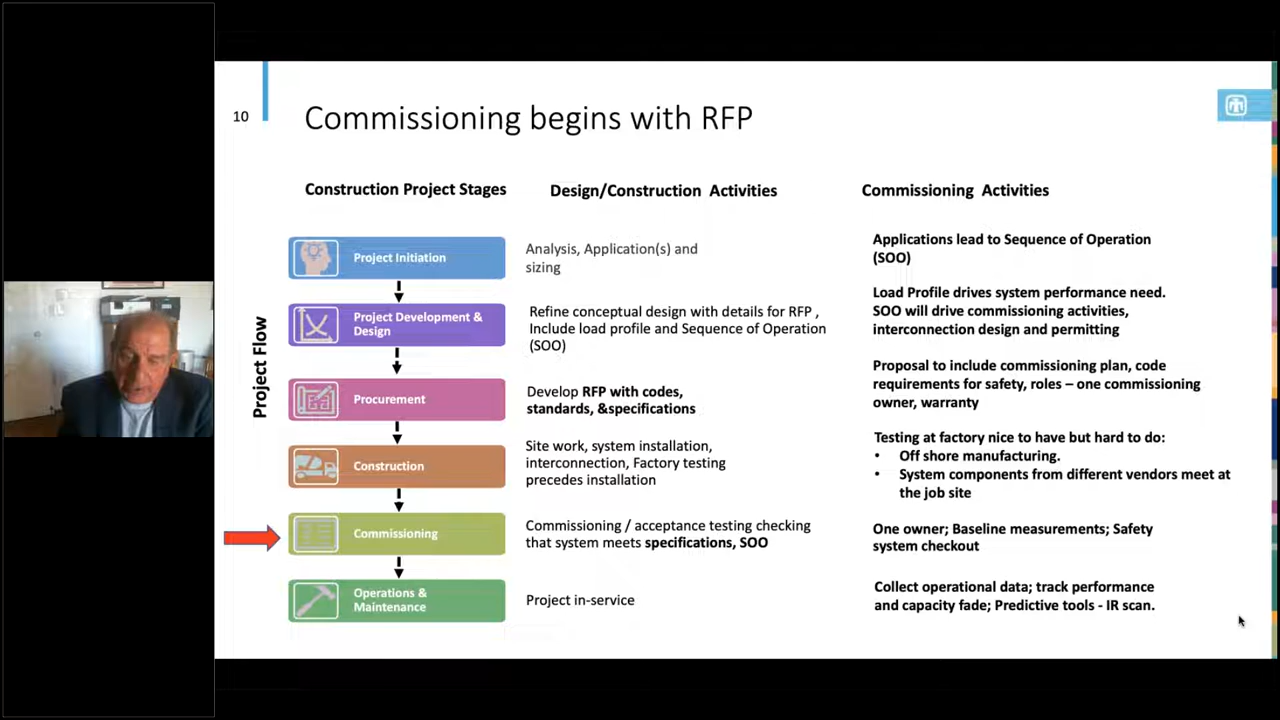 10
Commissioning begins with RFP
Construction Project Stages
Design/Construction Activities
Commissioning Activities
Project Flow
Project Initiation
Analysis, Application(s) and
sizing
Applications lead to Sequence of Operation
(SOO)
Project Development &
Design
Refine conceptual design with details for RFP ,
Include load profile and Sequence of Operation
(SOO)
Load Profile drives system performance need.
SOO will drive commissioning activities,
interconnection design and permitting
Procurement
Develop RFP with codes,
standards, &specifications
Proposal to include commissioning plan, code
requirements for safety, roles – one commissioning
owner, warranty
Construction
Site work, system installation,
interconnection, Factory testing
precedes installation
Testing at factory nice to have but hard to do:
• Off shore manufacturing.
• System components from different vendors meet at
the job site
Commissioning
Commissioning / acceptance testing checking
that system meets specifications, SOO
One owner; Baseline measurements; Safety
system checkout
Operations &
Maintenance
Project in-service
Collect operational data; track performance
and capacity fade; Predictive tools - IR scan.